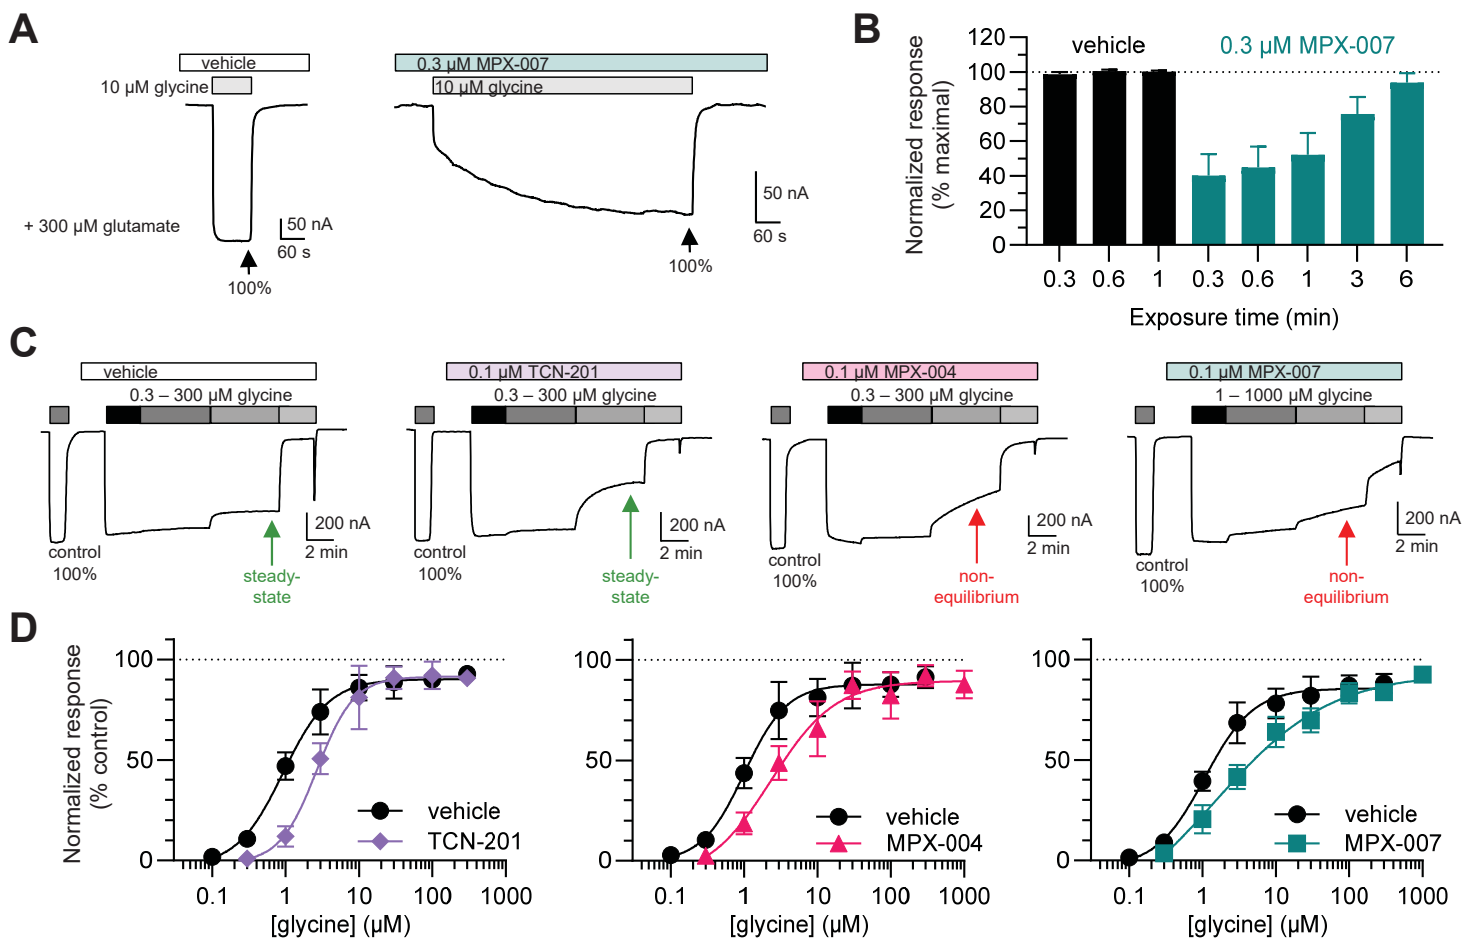 A
vehicle
10 µM glycine
+ 300 µM glutamate
50 nA
60 s
100%
0.3 µM MPX-007
10 µM glycine
50 nA
60 s
100%
B
Normalized response
(% maximal)
120
100
80
60
40
20
0
vehicle
0.3 µM MPX-007
0.3 0.6 1 0.3 0.6 1 3 6
Exposure time (min)
C
vehicle
0.3 – 300 µM glycine
control
100%
steady-
state
200 nA
2 min
0.1 µM TCN-201
0.3 – 300 µM glycine
control
100%
steady-
state
200 nA
2 min
0.1 µM MPX-004
0.3 – 300 µM glycine
control
100%
non-
equilibrium
200 nA
2 min
0.1 µM MPX-007
1 – 1000 µM glycine
control
100%
non-
equilibrium
200 nA
2 min
D
Normalized response
(% control)
100
50
0
vehicle
TCN-201
0.1 1 10 100 1000
[glycine] (µM)
100
50
0
vehicle
MPX-004
0.1 1 10 100 1000
[glycine] (µM)
100
50
0
vehicle
MPX-007
0.1 1 10 100 1000
[glycine] (µM)